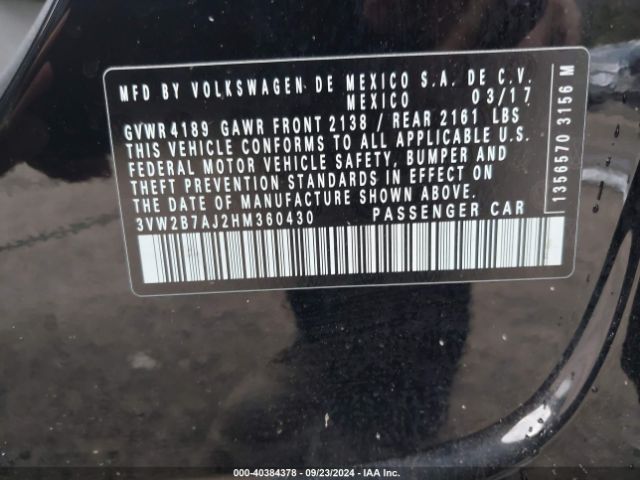 MFD BY VOLKSWAGEN DE MEXICO S.A. DE C.V.
MEXICO 03/17
GVWR 4189 GAWR FRONT 2138 / REAR 2161 LBS
THIS VEHICLE CONFORMS TO ALL APPLICABLE U.S.
FEDERAL MOTOR VEHICLE SAFETY, BUMPER AND
THEFT PREVENTION STANDARDS IN EFFECT ON
THE DATE OF MANUFACTURE SHOWN ABOVE.
3VW2B7AJ2HM360430 PASSENGER CAR
1356570 3156 M
000-40384378 - 09/23/2024 - IAA Inc.